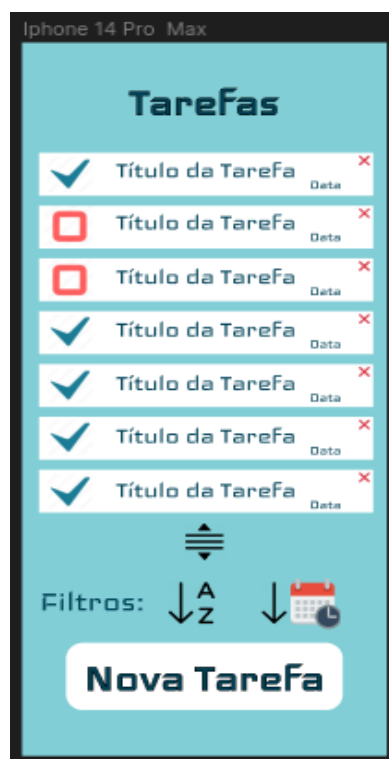 Iphone 14 Pro Max
Tarefas
Título da Tarefa
Data
Título da Tarefa
Data
Título da Tarefa
Data
Título da Tarefa
Data
Título da Tarefa
Data
Título da Tarefa
Data
Título da Tarefa
Data
Filtros: A
Z
Nova Tarefa